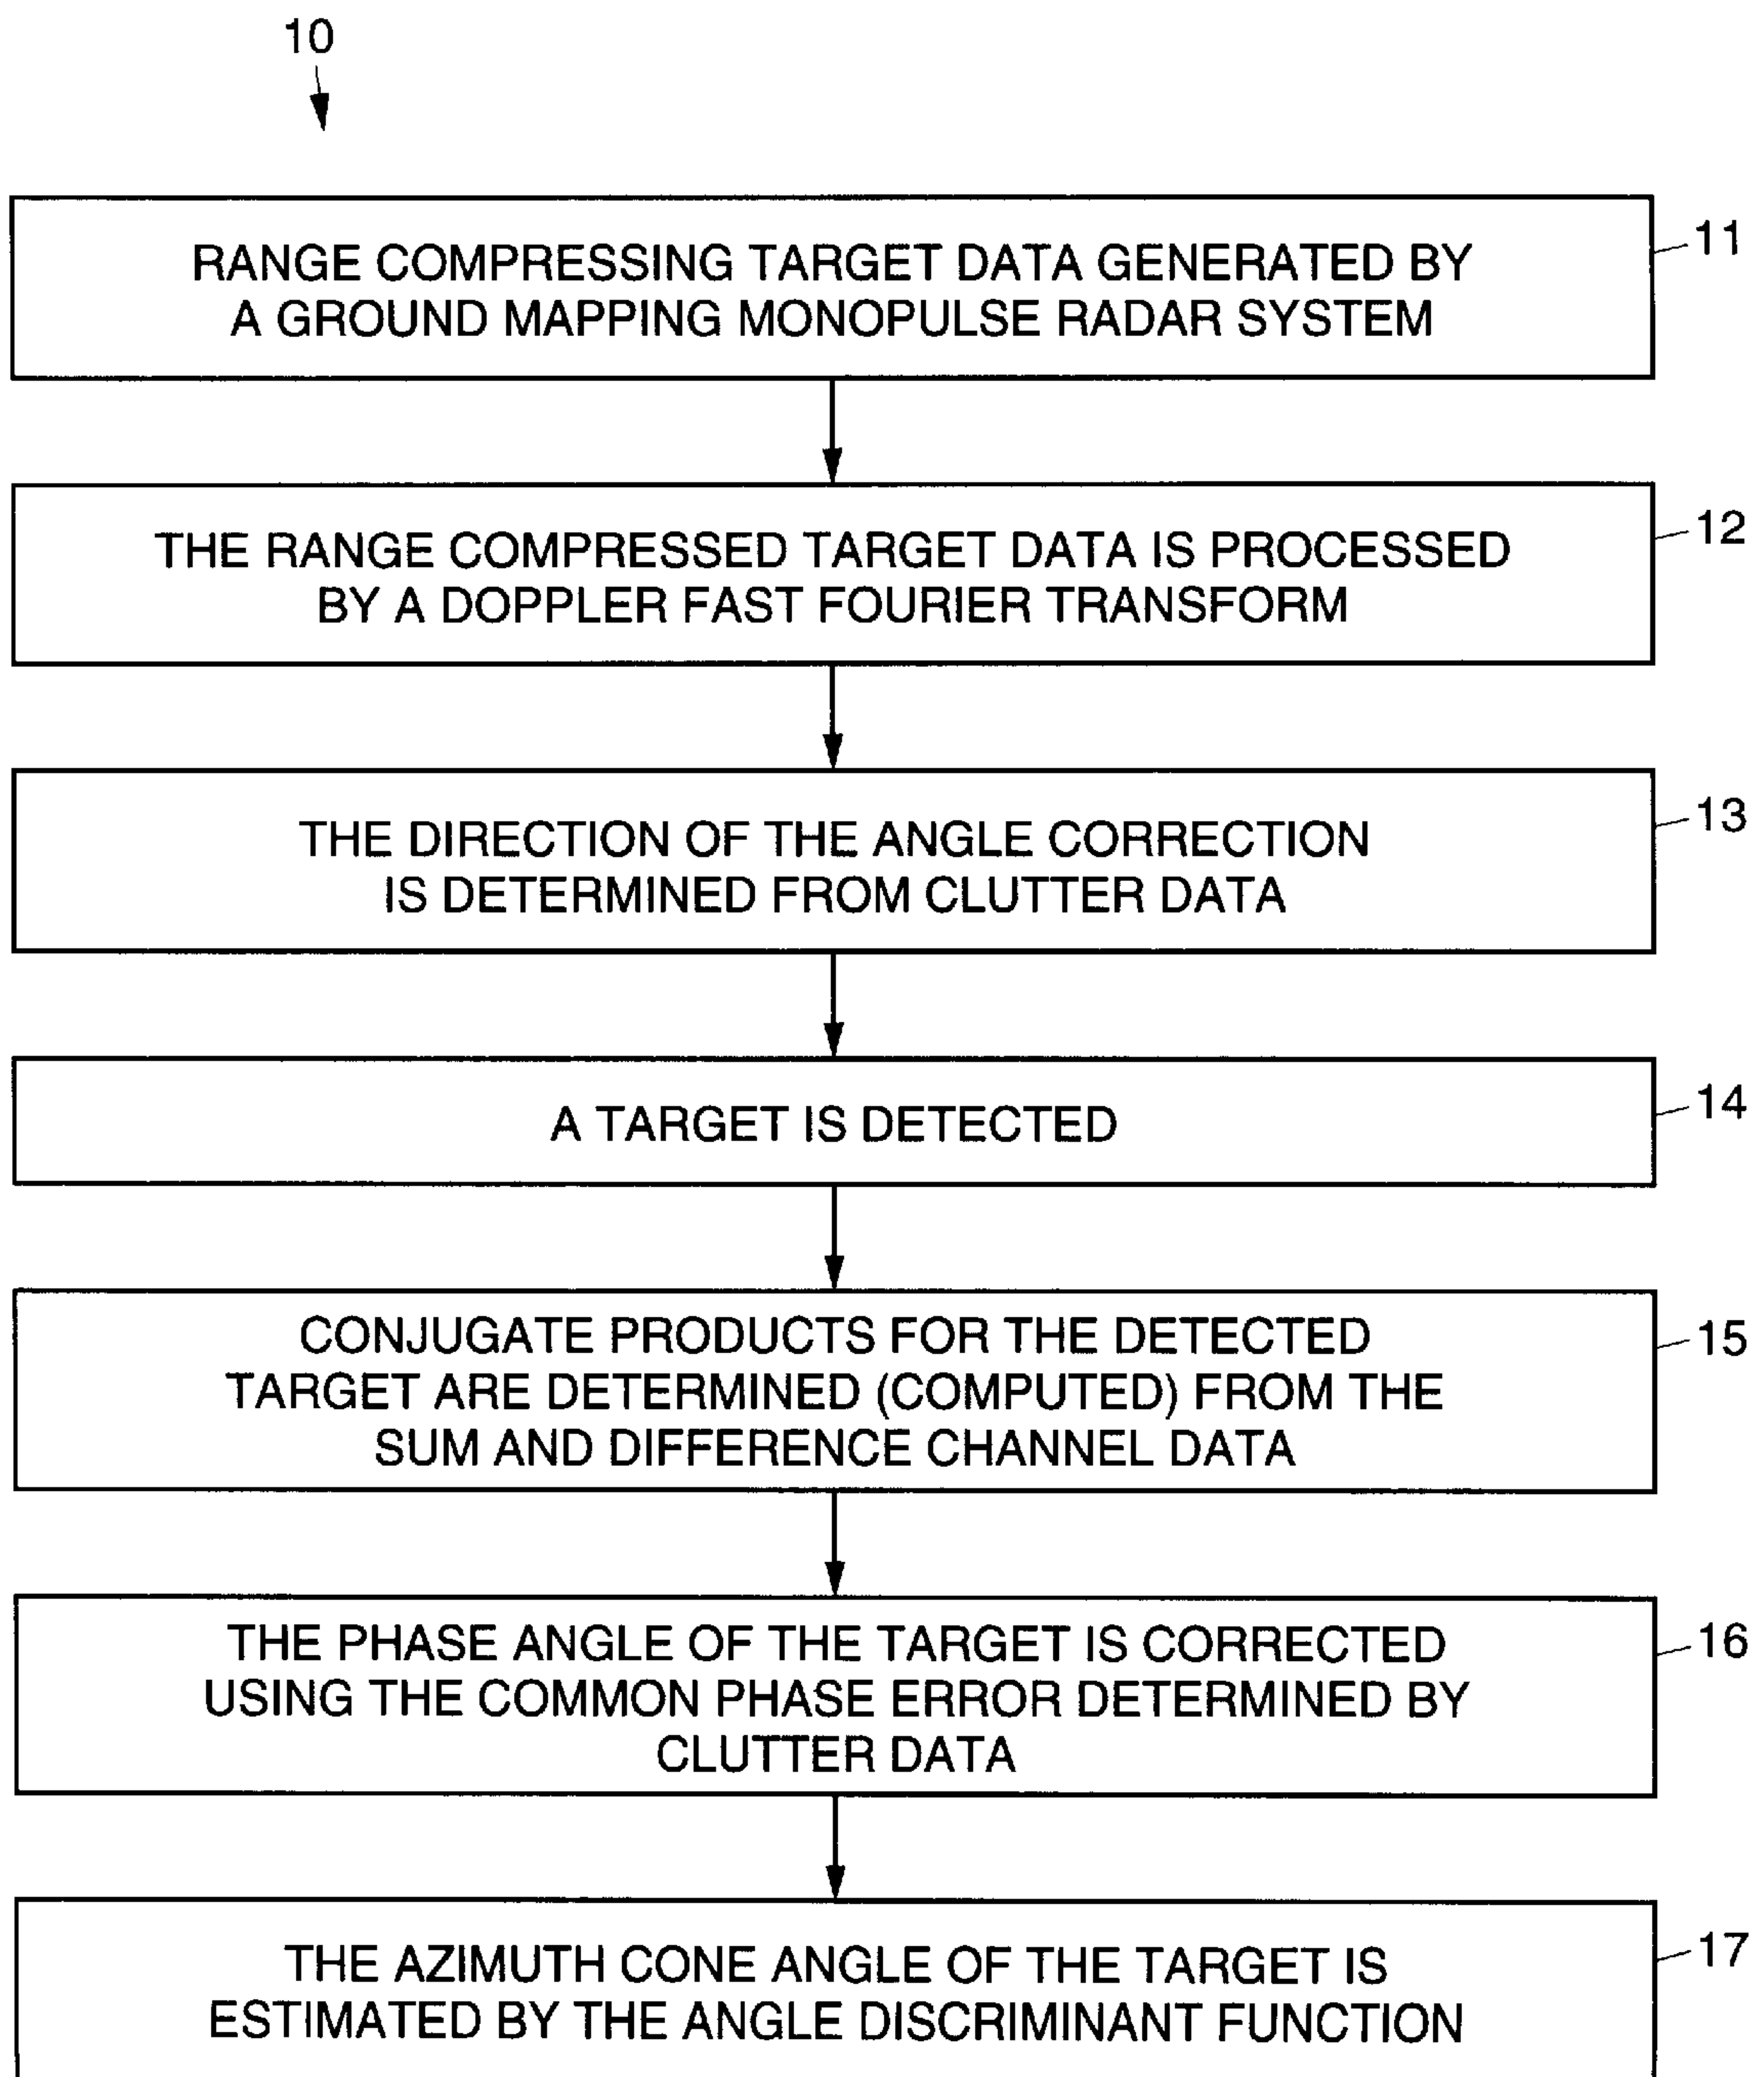 10
RANGE COMPRESSING TARGET DATA GENERATED BY
A GROUND MAPPING MONOPULSE RADAR SYSTEM
11
THE RANGE COMPRESSED TARGET DATA IS PROCESSED
BY A DOPPLER FAST FOURIER TRANSFORM
12
THE DIRECTION OF THE ANGLE CORRECTION
IS DETERMINED FROM CLUTTER DATA
13
A TARGET IS DETECTED
14
CONJUGATE PRODUCTS FOR THE DETECTED
TARGET ARE DETERMINED (COMPUTED) FROM THE
SUM AND DIFFERENCE CHANNEL DATA
15
THE PHASE ANGLE OF THE TARGET IS CORRECTED
USING THE COMMON PHASE ERROR DETERMINED BY
CLUTTER DATA
16
THE AZIMUTH CONE ANGLE OF THE TARGET IS
ESTIMATED BY THE ANGLE DISCRIMINANT FUNCTION
17